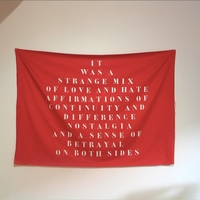 IT
WAS A
STRANGE MIX
OF LOVE AND HATE
AFFIRMATIONS OF
CONTINUITY AND
DIFFERENCE
NOSTALGIA
AND A SENSE OF
BETRAYAL
ON BOTH SIDES